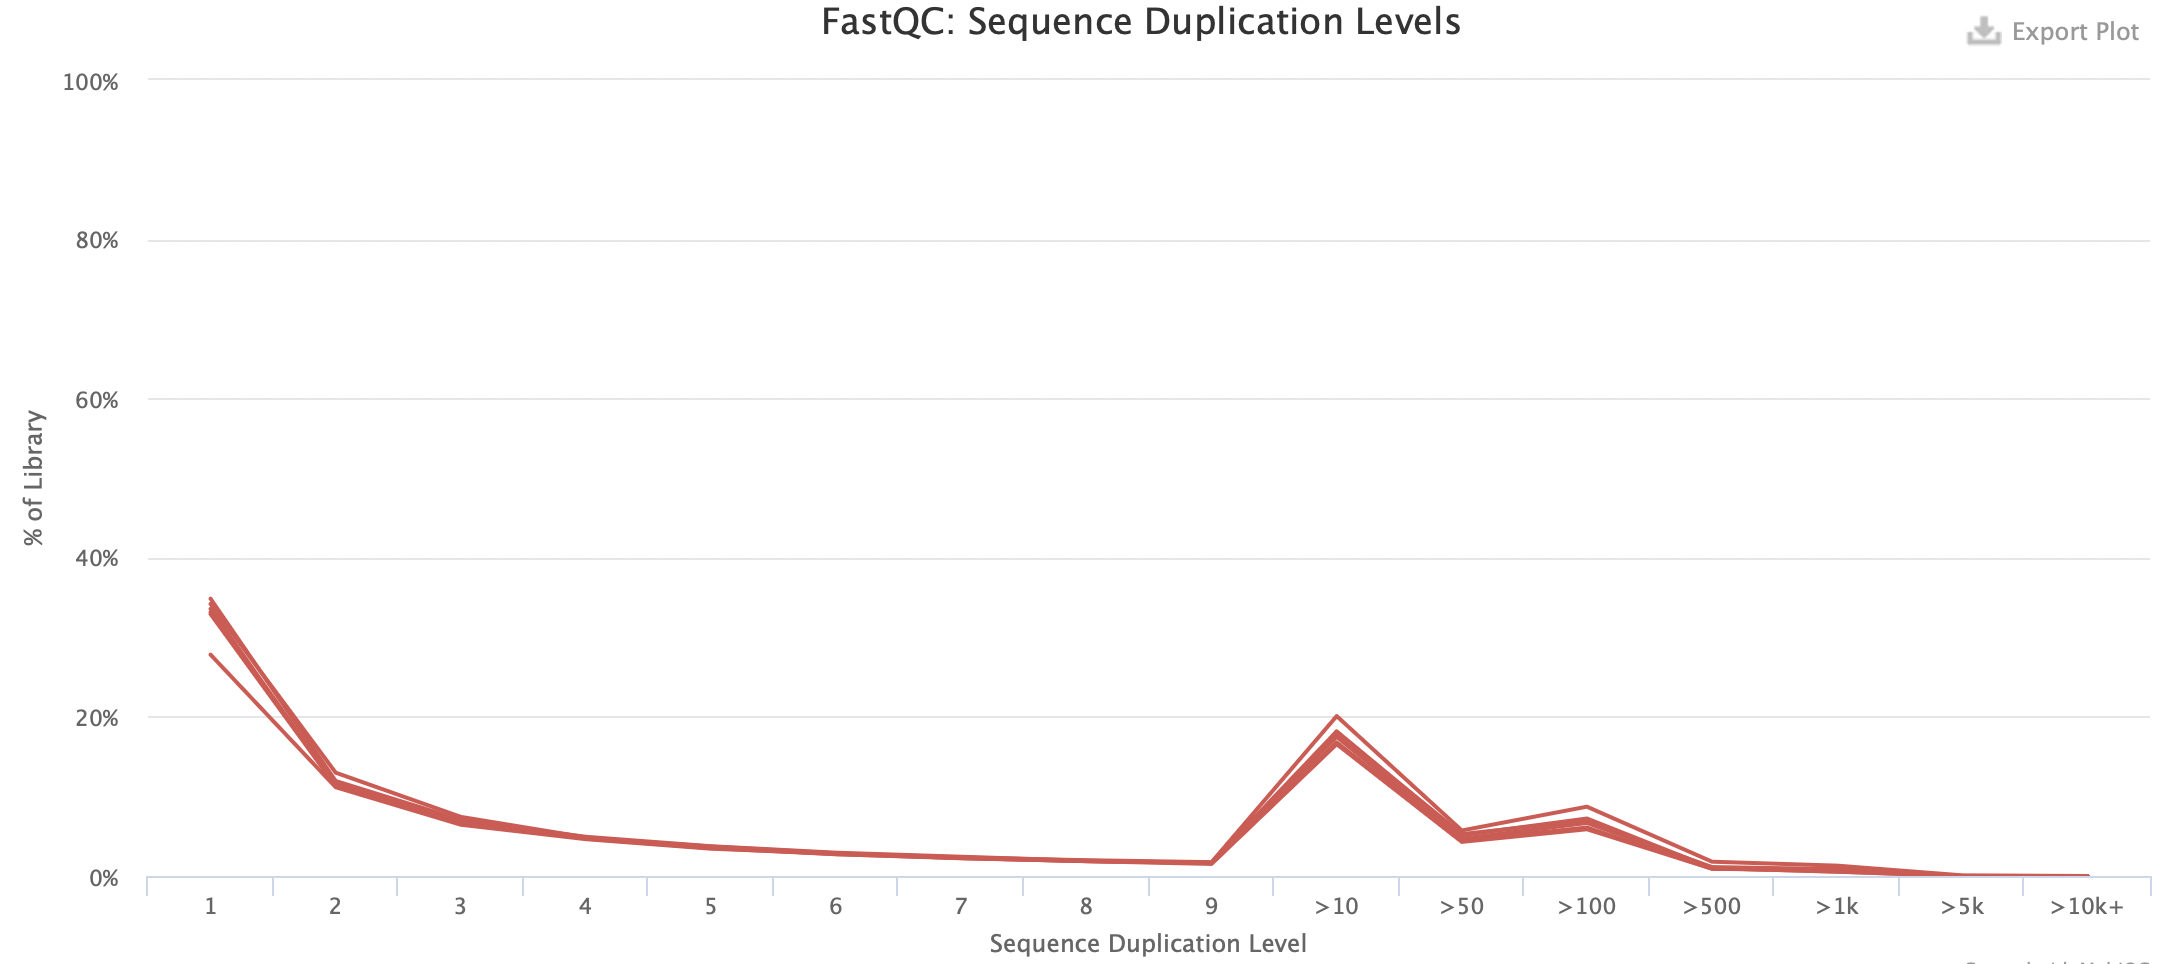 FastQC: Sequence Duplication Levels
Export Plot
100%
80%
60%
40%
20%
0%
% of Library
1 2 3 4 5 6 7 8 9 >10 >50 >100 >500 >1k >5k >10k+
Sequence Duplication Level